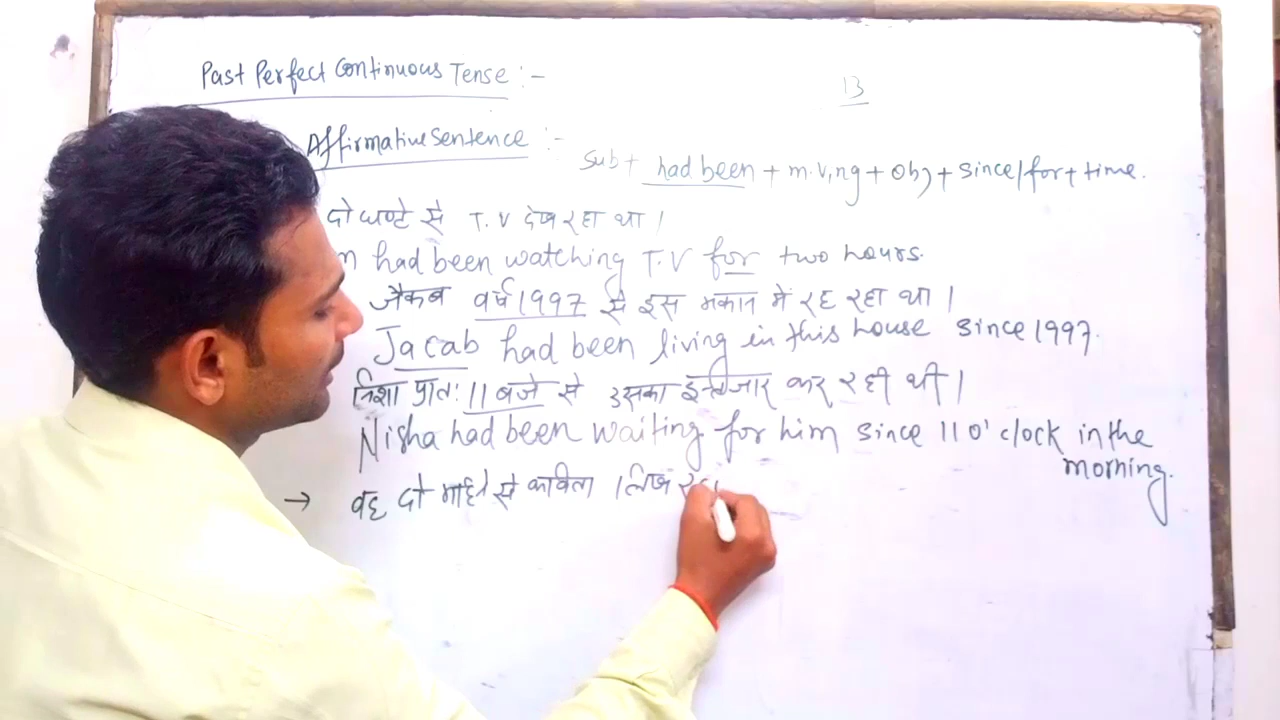 Past Perfect Continuous Tense :-
13
Affirmative Sentence :-
Sub + had been + m.v, ng + Obj + since/for + time.
दो घण्टे से T.V देख रहा था।
m had been watching T.V for two hours.
जैकब वर्ष 1997 से इस मकान में रह रहा था।
Jacab had been living in this house since 1997.
निशा प्रातः 11 बजे से उसका इन्तजार कर रही थी।
Nisha had been waiting for him since 11 o'clock in the
morning.
→ वह दो माह से कविता लिख